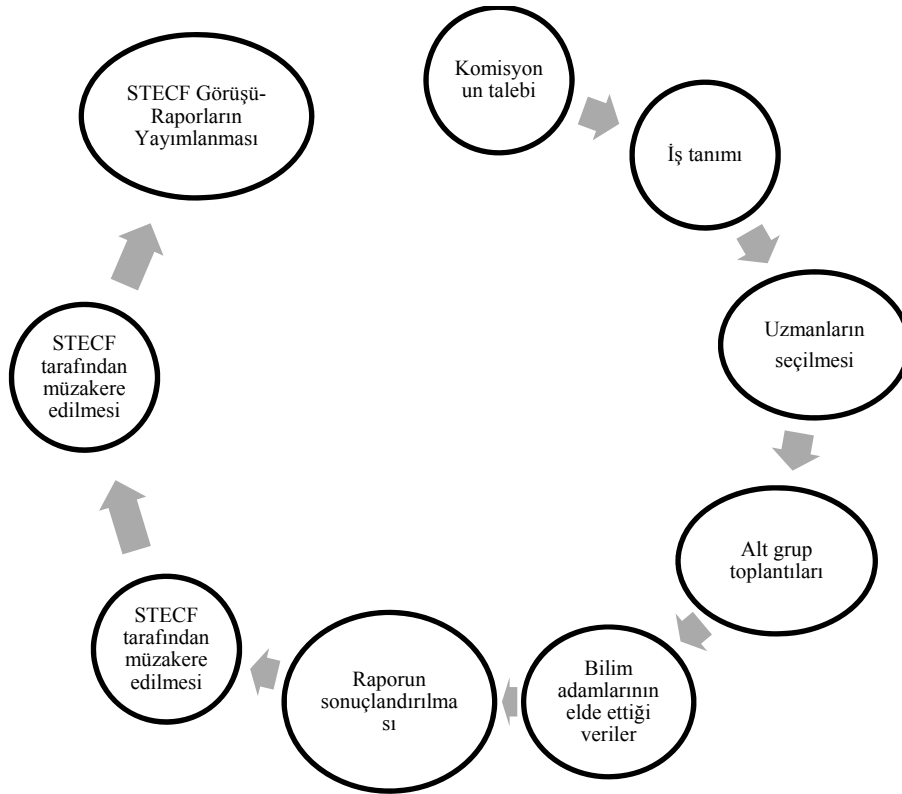 Komisyon
un talebi
İş tanımı
Uzmanların
seçilmesi
Alt grup
toplantıları
Bilim
adamlarının
elde ettiği
veriler
Raporun
sonuçlandırılma
sı
STECF
tarafından
müzakere
edilmesi
STECF
tarafından
müzakere
edilmesi
STECF Görüşü-
Raporların
Yayımlanması